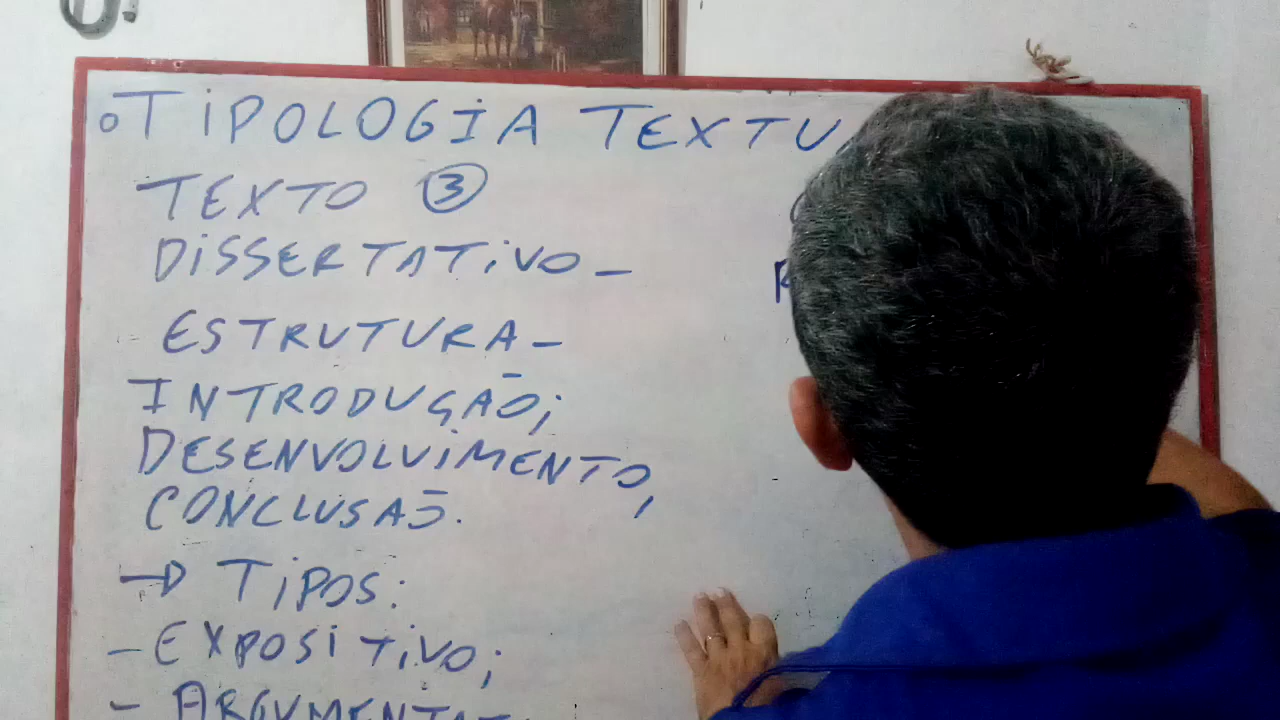 TIPOLOGIA TEXTU
TEXTO ③
DISSERTATIVO -
ESTRUTURA -
INTRODUÇÃO;
DESENVOLVIMENTO,
CONCLUSÃO.
→ TIPOS:
- EXPOSITIVO;